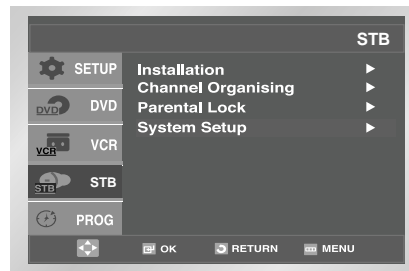 STB
SETUP
Installation ►
Channel Organising ►
DVD DVD
Parental Lock ►
System Setup ►
VCR VCR
STB STB
PROG
OK RETURN MENU